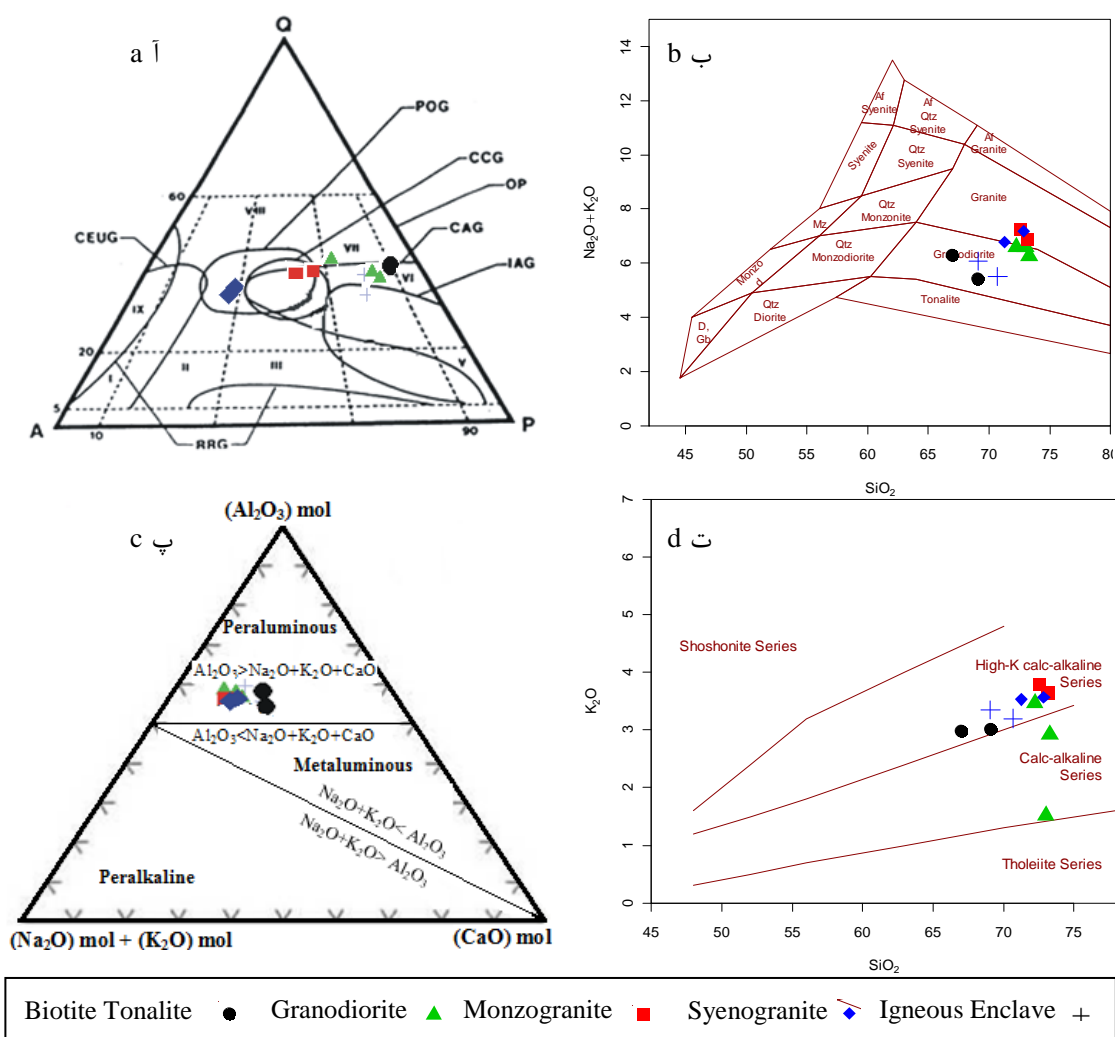 a آ
Q
POG
CCG
OP
CAG
IAG
CEUG
60
VIII
VII
VI
IX
20
I
II
III
V
5
A
10
RRG
90
P
b ب
Na₂O + K₂O
14
12
10
8
6
4
2
0
Af
Syenite
Af
Qtz
Syenite
Af
Granite
Syenite
Qtz
Syenite
Granite
Qtz
Monzonite
Mz
Qtz
Monzodiorite
Granodiorite
Monzo
d
Qtz
Diorite
Tonalite
D,
Gb
45 50 55 60 65 70 75 80
SiO₂
c پ
(Al₂O₃) mol
Peraluminous
Al₂O₃>Na₂O+K₂O+CaO
Al₂O₃<Na₂O+K₂O+CaO
Metaluminous
Na₂O+K₂O< Al₂O₃
Na₂O+K₂O> Al₂O₃
Peralkaline
(Na₂O) mol + (K₂O) mol
(CaO) mol
d ت
K₂O
7
6
5
4
3
2
1
0
Shoshonite Series
High-K calc-alkaline
Series
Calc-alkaline
Series
Tholeiite Series
45 50 55 60 65 70 75
SiO₂
Biotite Tonalite Granodiorite Monzogranite Syenogranite Igneous Enclave